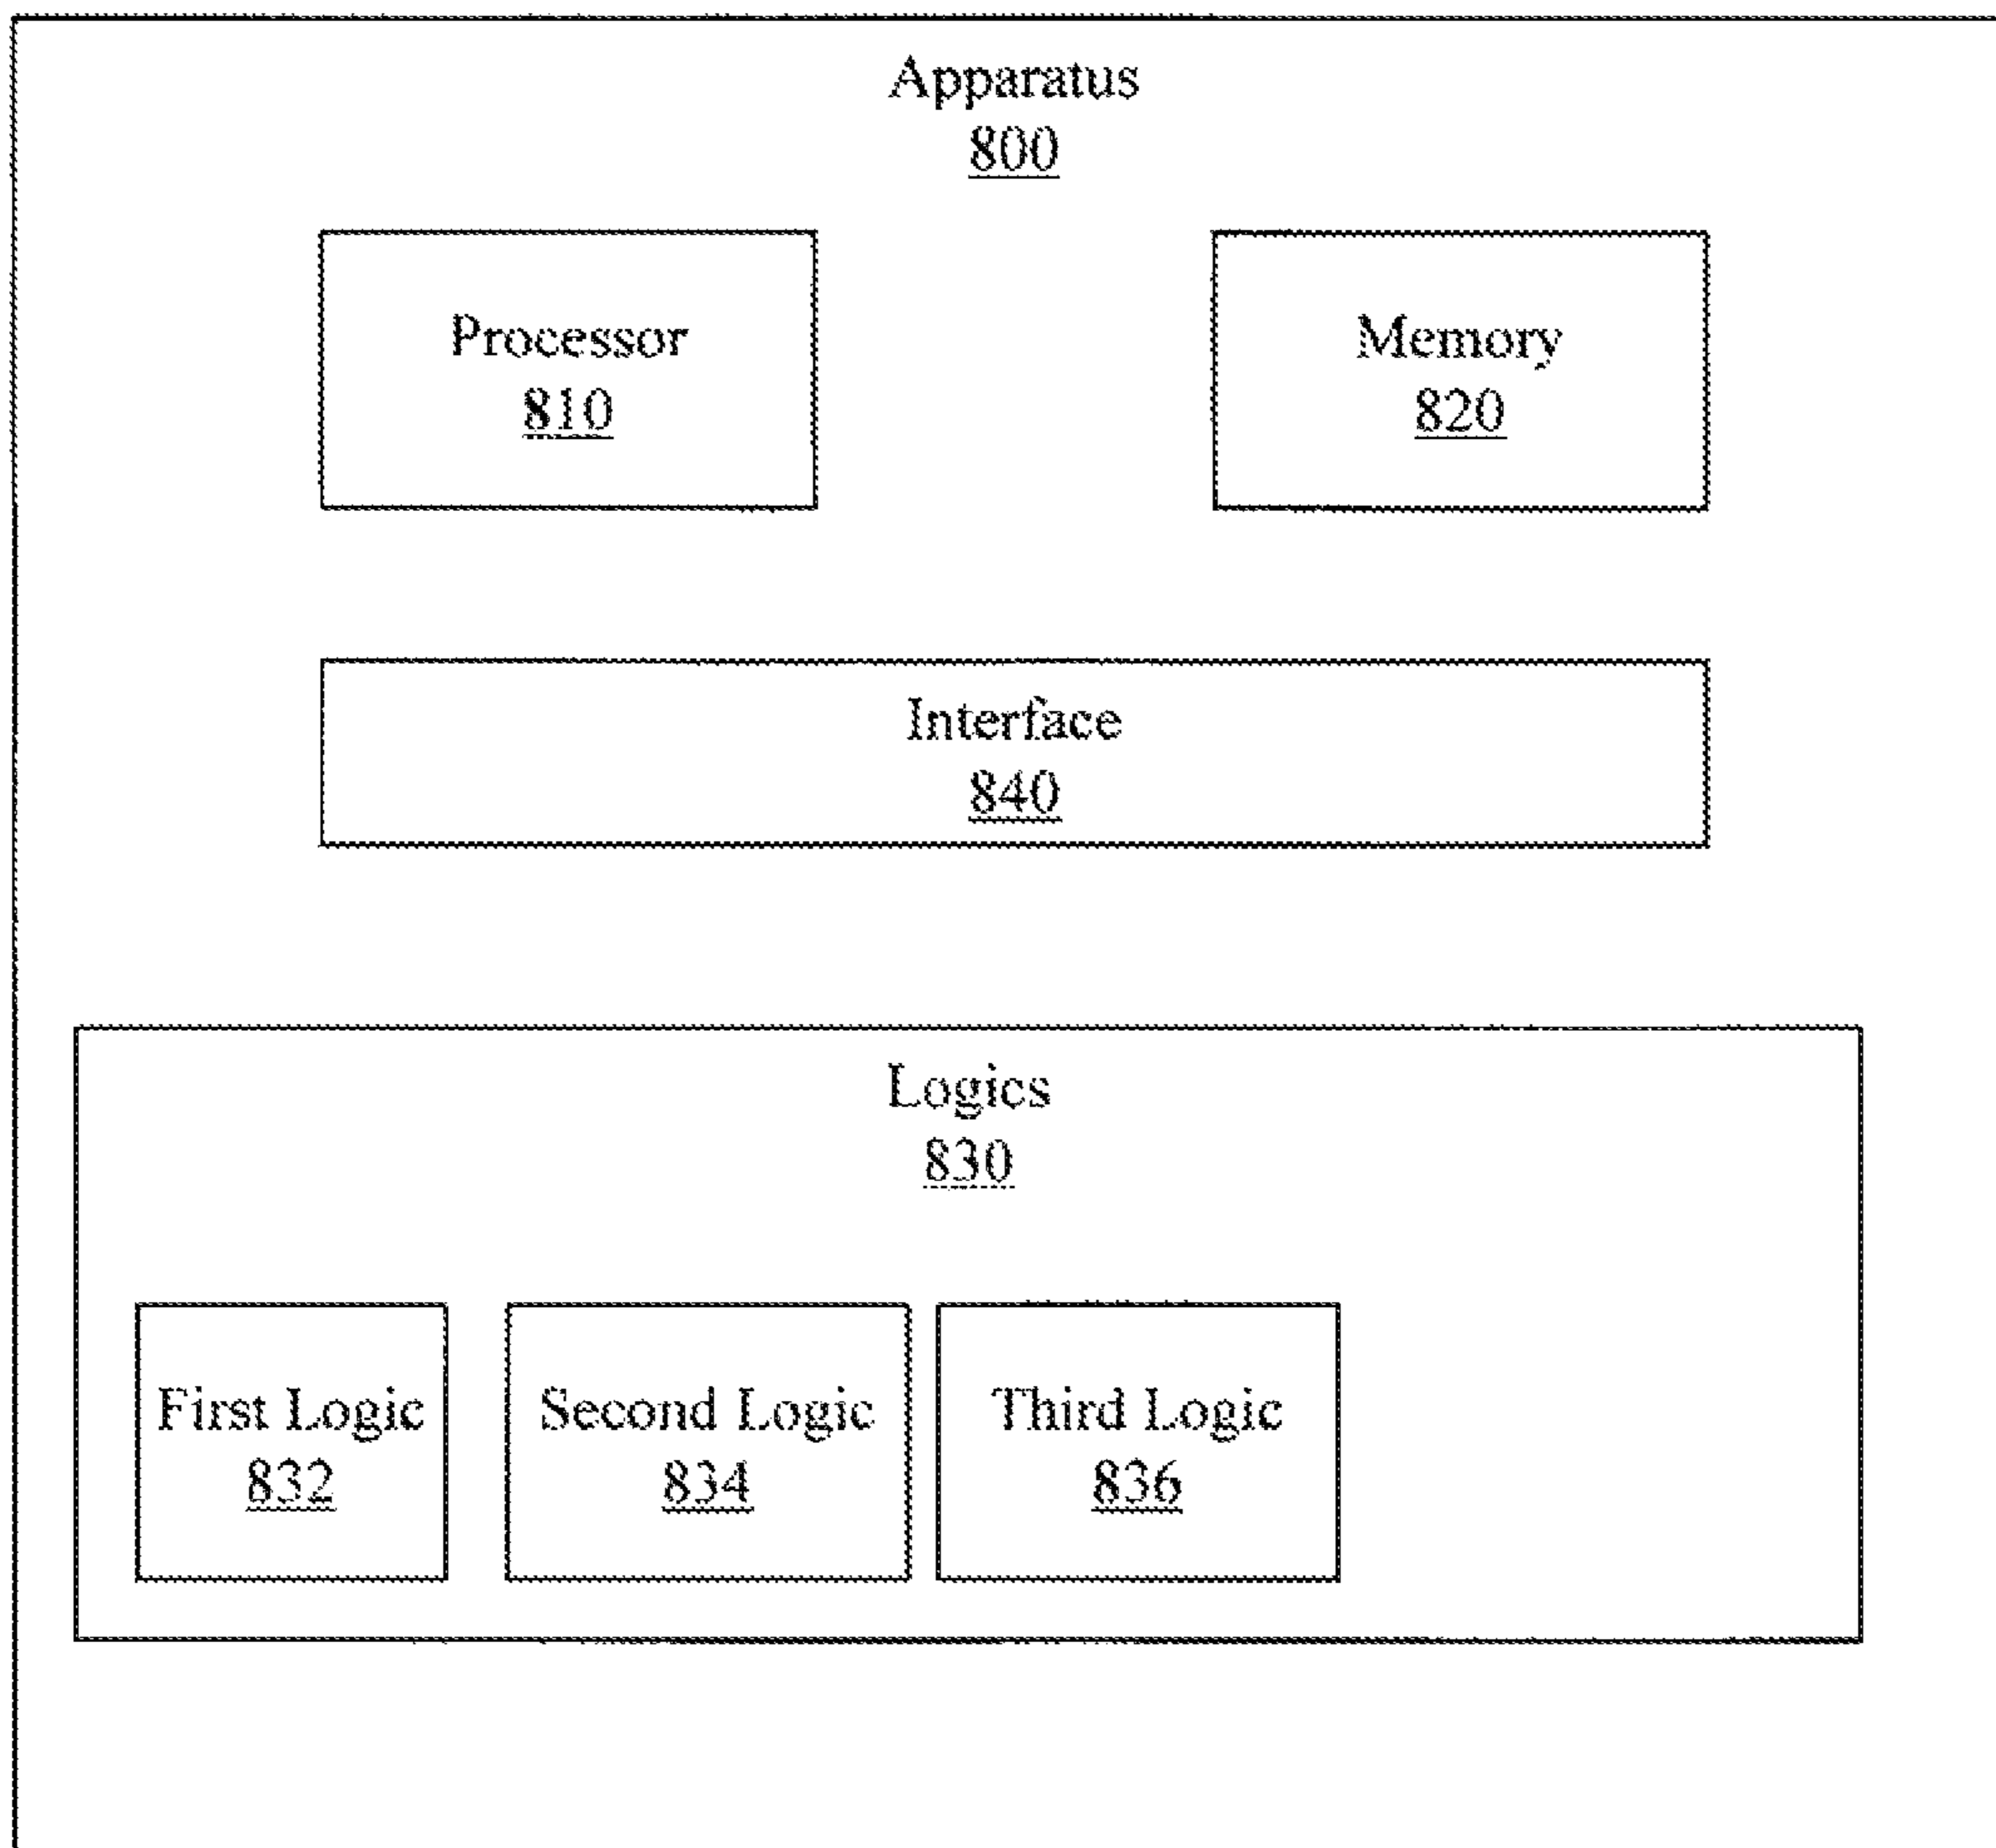 Apparatus
800
Processor
810
Memory
820
Interface
840
Logics
830
First Logic
832
Second Logic
834
Third Logic
836